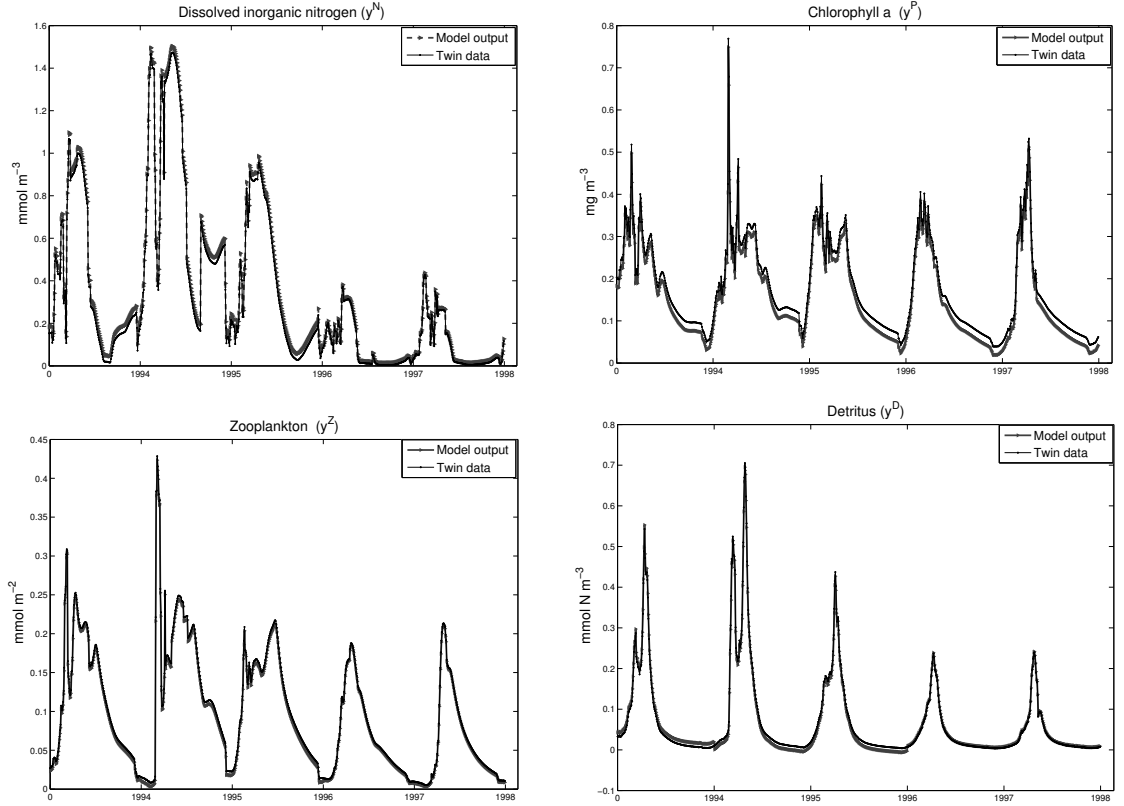 Dissolved inorganic nitrogen (y^N)
Model output
Twin data
mmol m⁻³
1.6
1.4
1.2
1
0.8
0.6
0.4
0.2
0
0 1994 1995 1996 1997 1998
Chlorophyll a (y^P)
Model output
Twin data
mg m⁻³
0.8
0.7
0.6
0.5
0.4
0.3
0.2
0.1
0
0 1994 1995 1996 1997 1998
Zooplankton (y^Z)
Model output
Twin data
mmol m⁻²
0.45
0.4
0.35
0.3
0.25
0.2
0.15
0.1
0.05
0
0 1994 1995 1996 1997 1998
Detritus (y^D)
Model output
Twin data
mmol N m⁻³
0.8
0.7
0.6
0.5
0.4
0.3
0.2
0.1
0
−0.1
0 1994 1995 1996 1997 1998